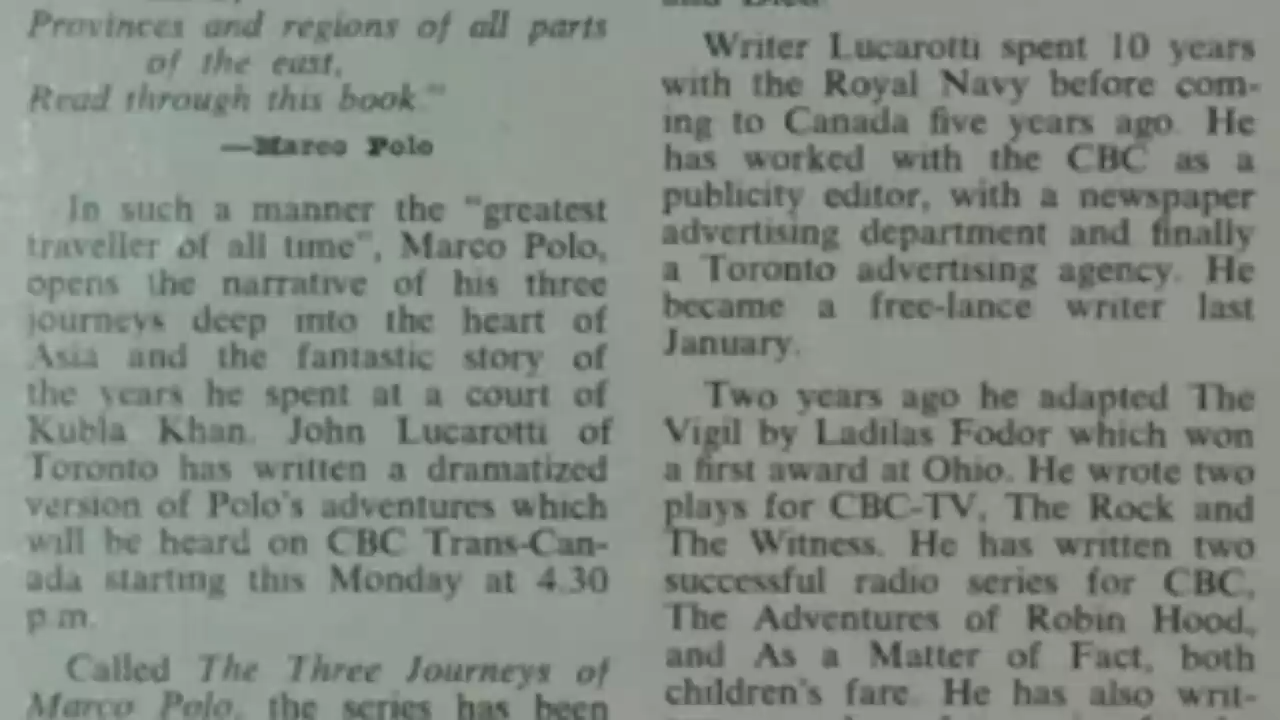 Provinces and regions of all parts
of the east,
Read through this book."
—Marco Polo
In such a manner the "greatest
traveller of all time", Marco Polo,
opens the narrative of his three
journeys deep into the heart of
Asia and the fantastic story of
the years he spent at a court of
Kubla Khan. John Lucarotti of
Toronto has written a dramatized
version of Polo's adventures which
will be heard on CBC Trans-Can-
ada starting this Monday at 4.30
p.m.
Called The Three Journeys of
Marco Polo, the series has been
and Died.
Writer Lucarotti spent 10 years
with the Royal Navy before com-
ing to Canada five years ago. He
has worked with the CBC as a
publicity editor, with a newspaper
advertising department and finally
a Toronto advertising agency. He
became a free-lance writer last
January.
Two years ago he adapted The
Vigil by Ladilas Fodor which won
a first award at Ohio. He wrote two
plays for CBC-TV, The Rock and
The Witness. He has written two
successful radio series for CBC,
The Adventures of Robin Hood,
and As a Matter of Fact, both
children's fare. He has also writ-